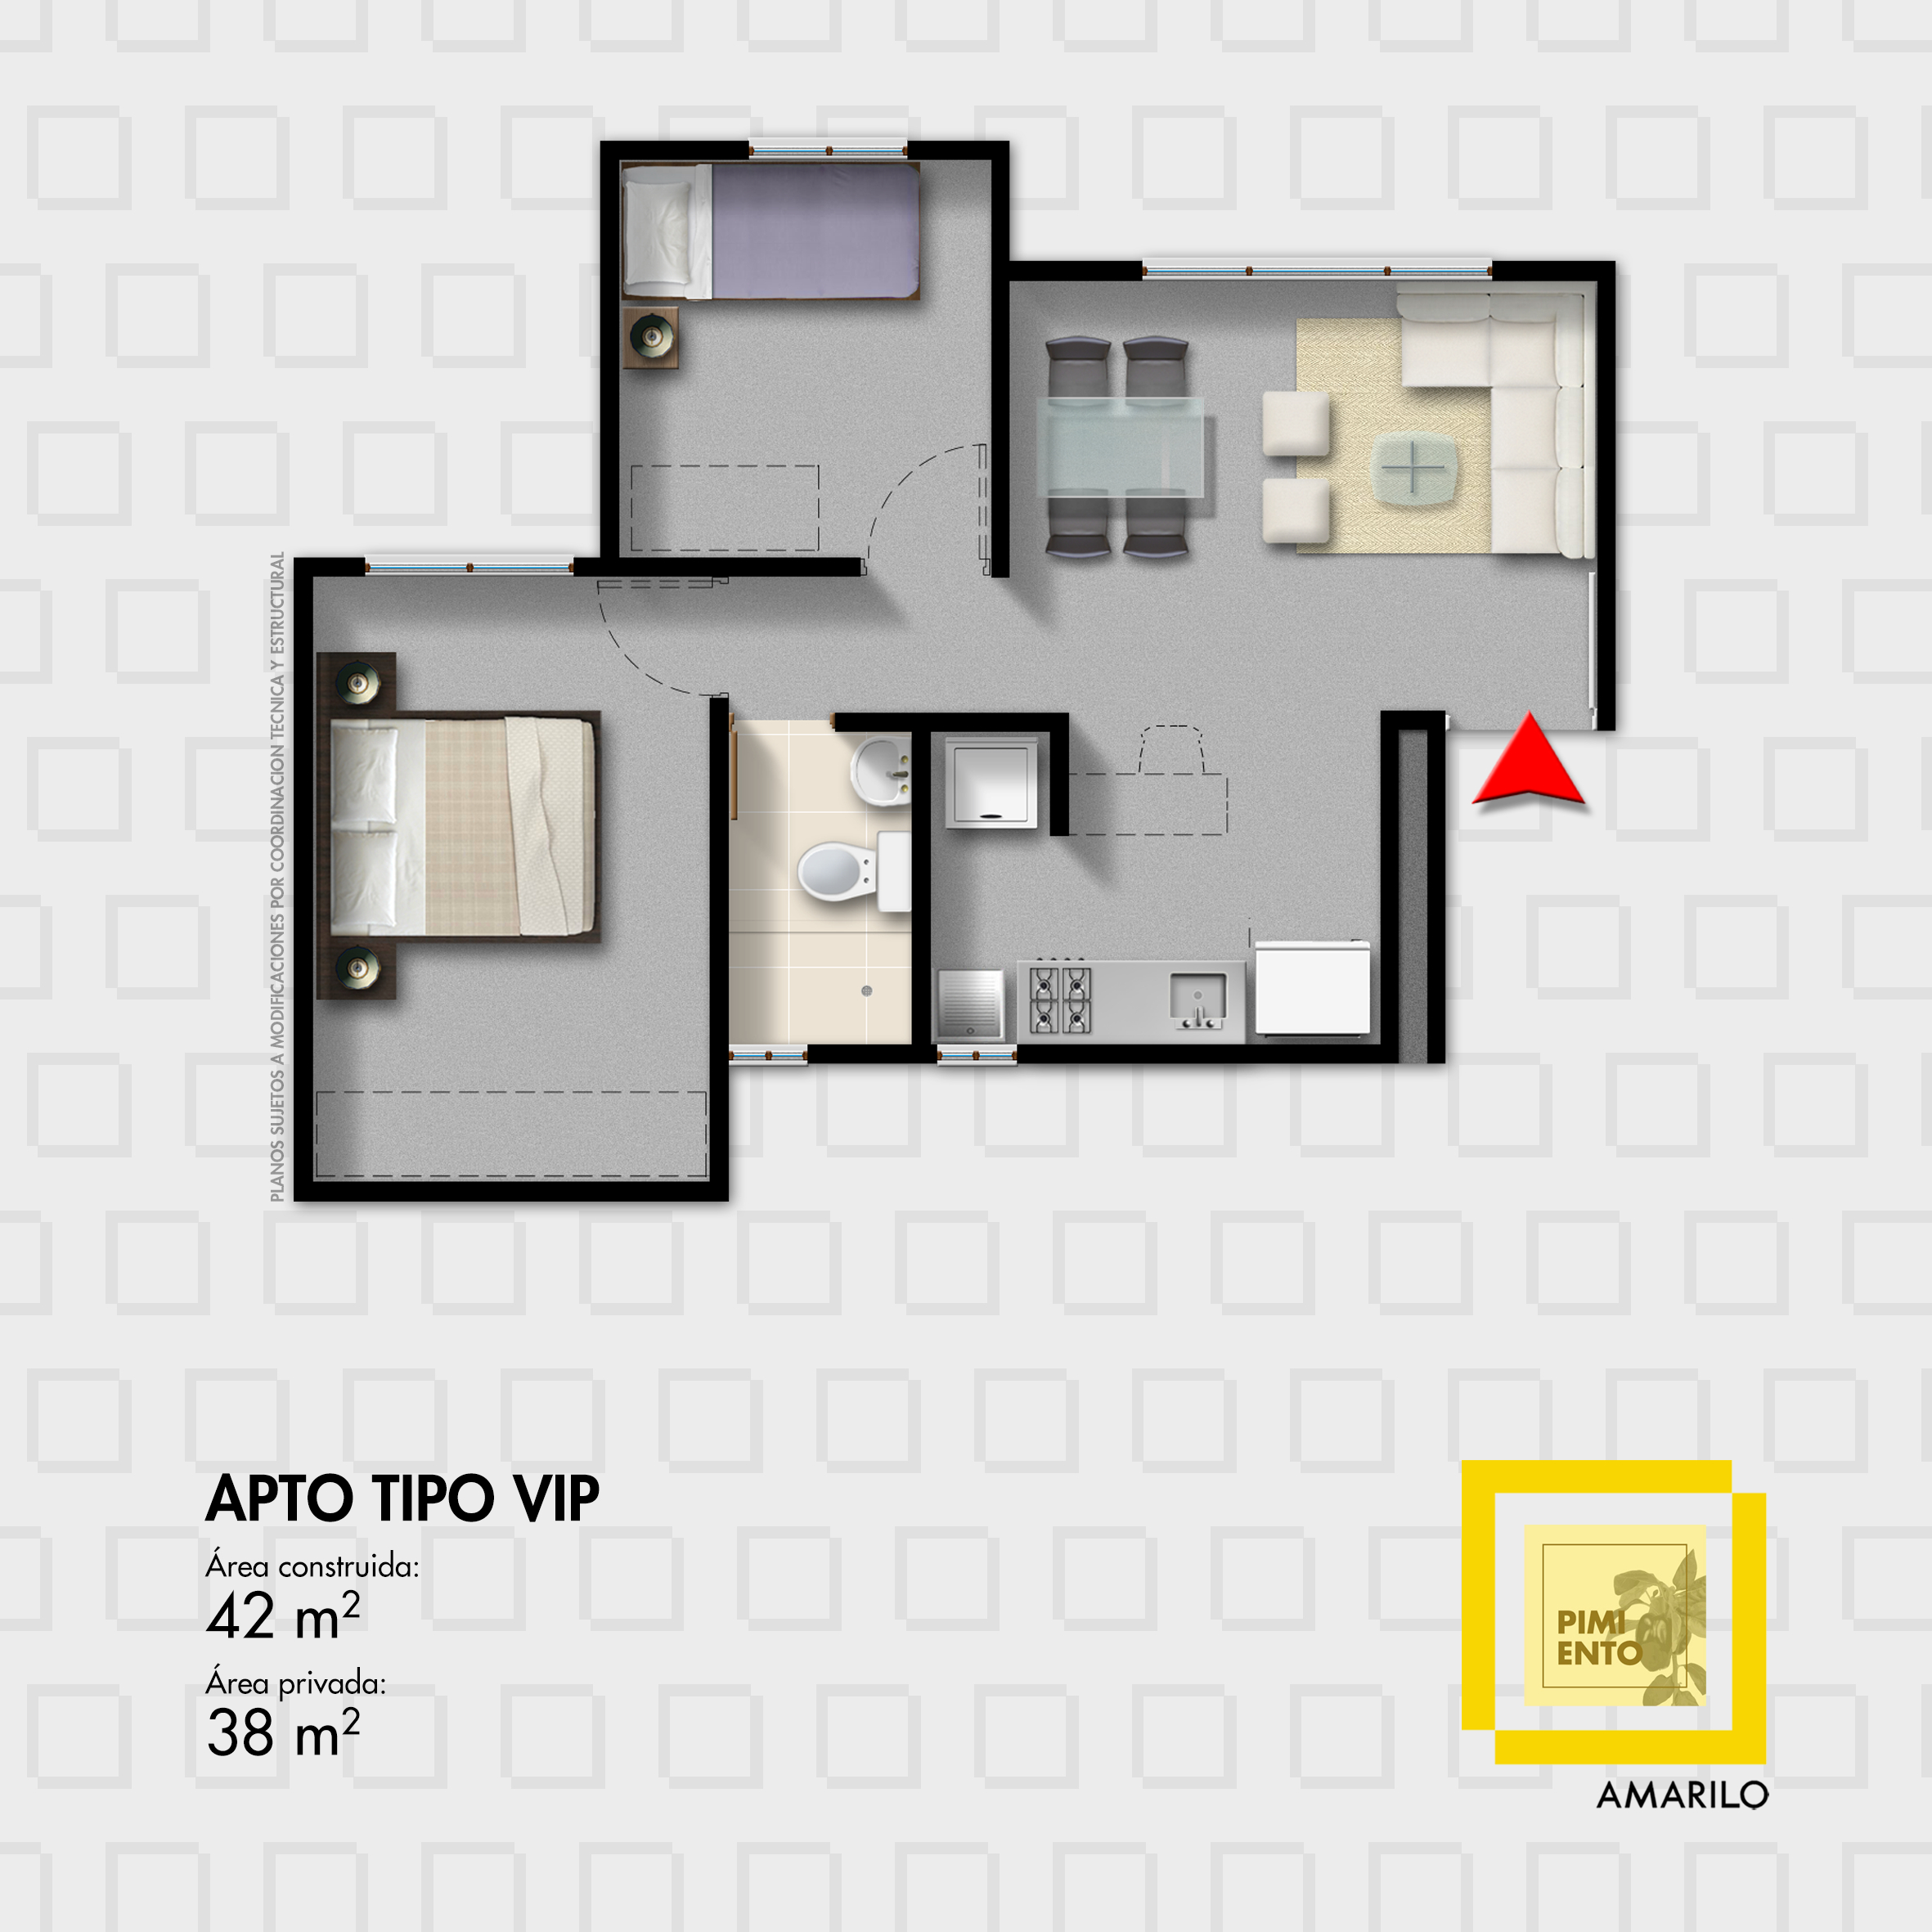 PLANOS SUJETOS A MODIFICACIONES POR COORDINACION TECNICA Y ESTRUCTURAL
APTO TIPO VIP
Área construida:
42 m²
Área privada:
38 m²
PIMI
ENTO
AMARILO